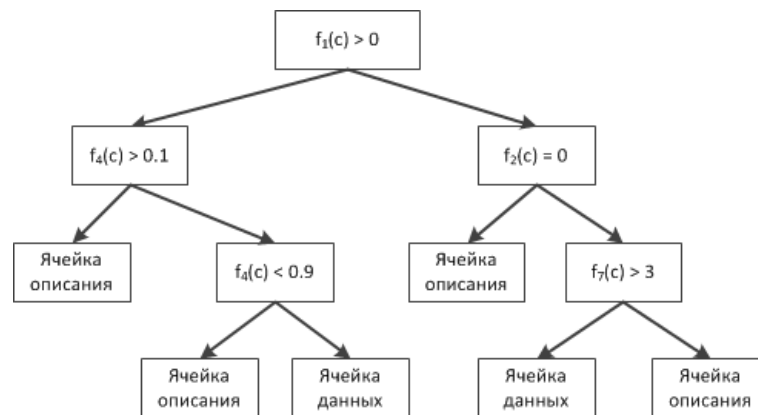 f₁(c) > 0
f₄(c) > 0.1
f₂(c) = 0
Ячейка
описания
f₄(c) < 0.9
Ячейка
описания
f₇(c) > 3
Ячейка
описания
Ячейка
данных
Ячейка
данных
Ячейка
описания